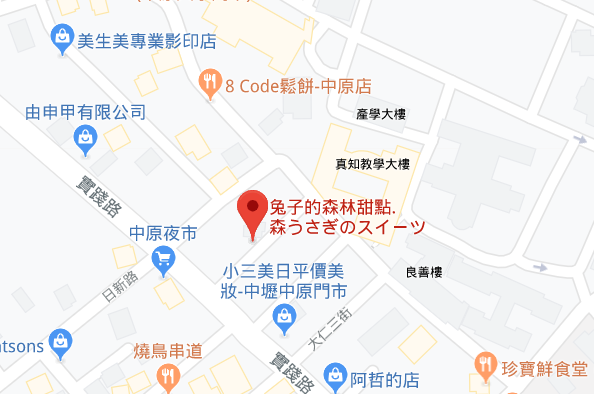 美生美專業影印店
8 Code鬆餅-中原店
產學大樓
由申甲有限公司
真知教學大樓
實踐路
兔子的森林甜點.
森うさぎのスイーツ
中原夜市
小三美日平價美
妝-中壢中原門市
良善樓
日新路
大仁三街
tsons
燒鳥串道
實踐路
阿哲的店
珍寶鮮食堂